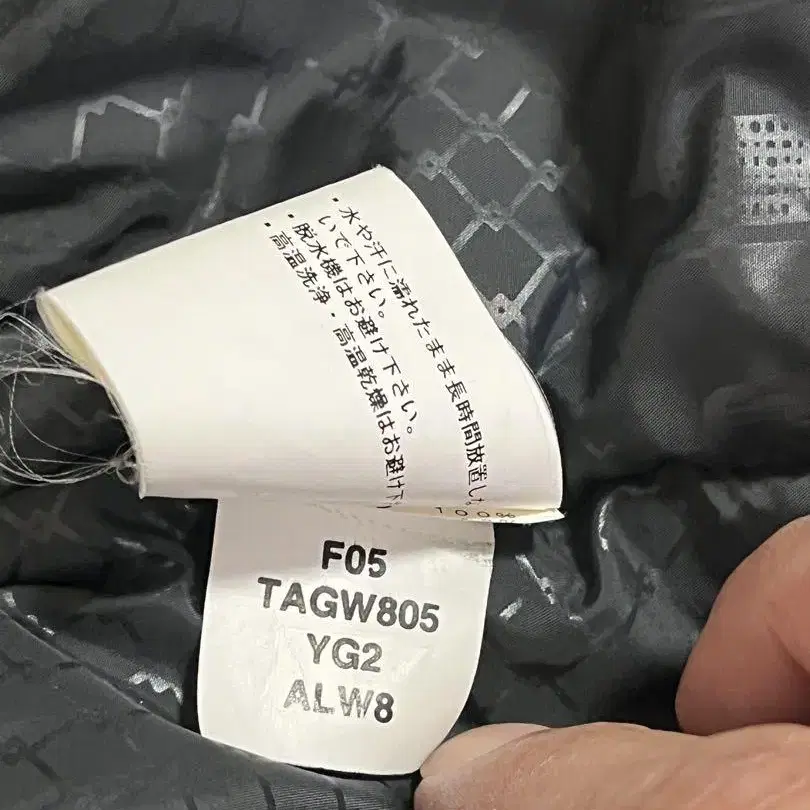 ・水や汗に濡れたまま長時間放置し
いで下さい。
・脱水機はお避け下さい。
・高温洗浄・高温乾燥はお避け下
100%
F05
TAGW805
YG2
ALW8